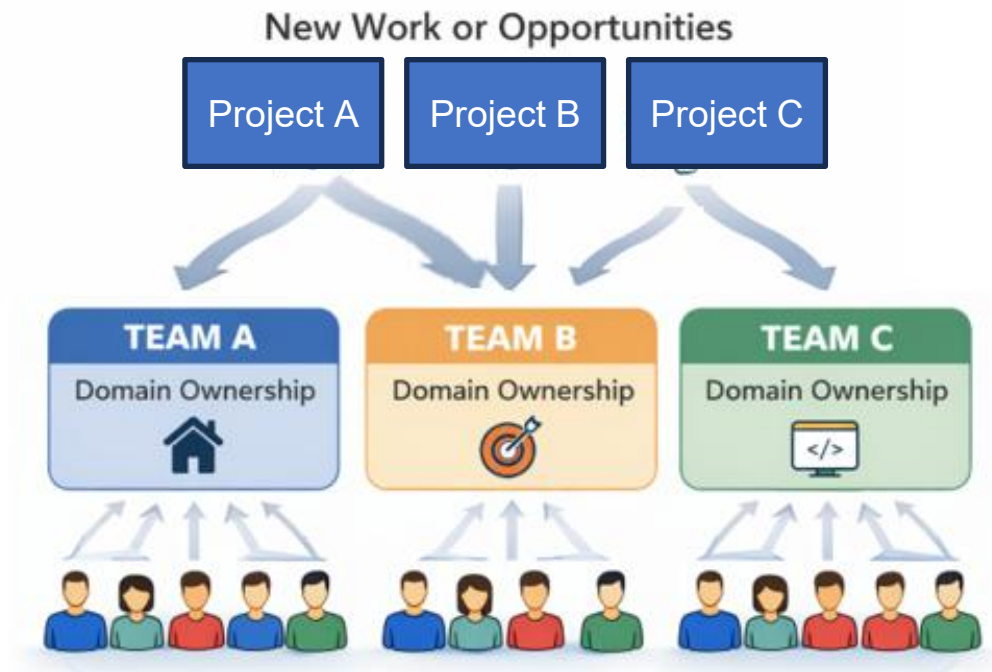 New Work or Opportunities
Project A
Project B
Project C
TEAM A
Domain Ownership
TEAM B
Domain Ownership
TEAM C
Domain Ownership
</>